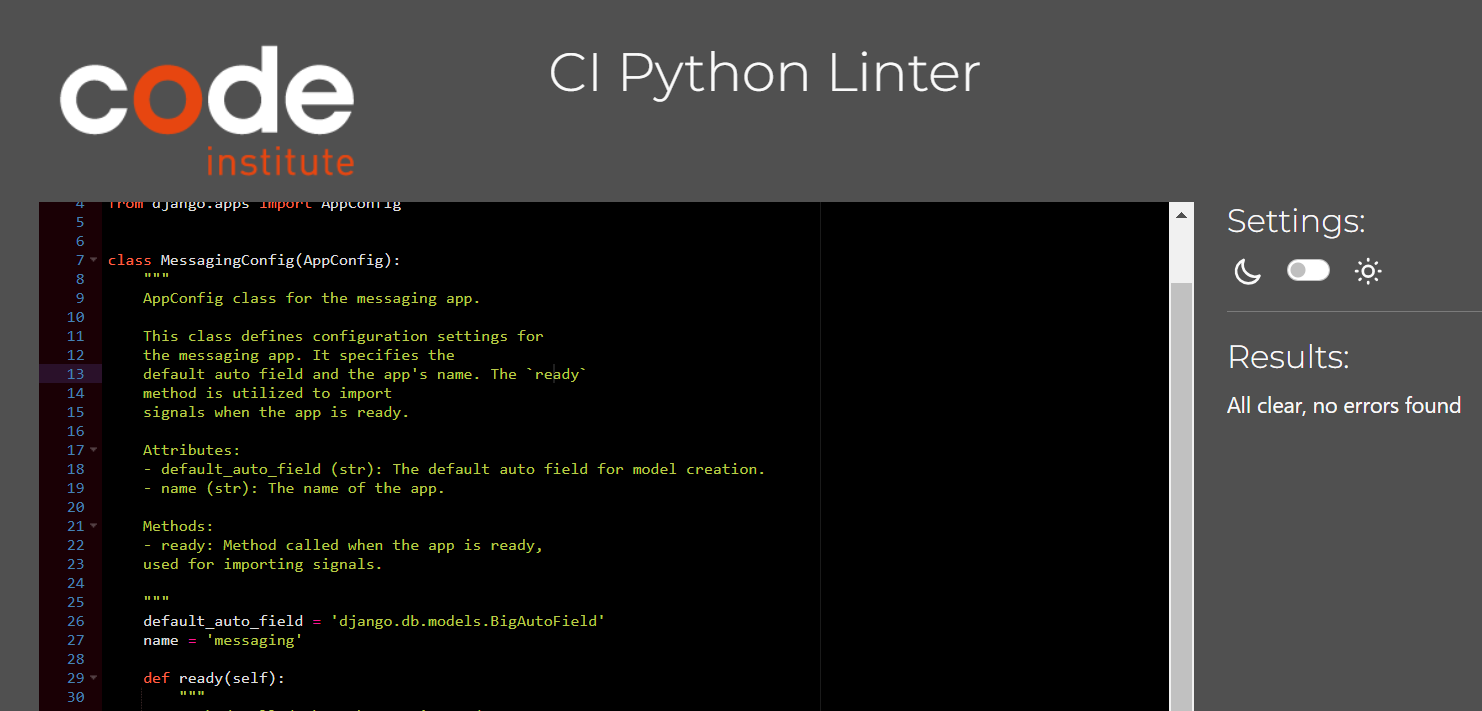 code
institute
CI Python Linter
4 from django.apps import AppConfig
5
6
7 class MessagingConfig(AppConfig):
8 """
9 AppConfig class for the messaging app.
10
11 This class defines configuration settings for
12 the messaging app. It specifies the
13 default auto field and the app's name. The `ready`
14 method is utilized to import
15 signals when the app is ready.
16
17 Attributes:
18 - default_auto_field (str): The default auto field for model creation.
19 - name (str): The name of the app.
20
21 Methods:
22 - ready: Method called when the app is ready,
23 used for importing signals.
24
25 """
26 default_auto_field = 'django.db.models.BigAutoField'
27 name = 'messaging'
28
29 def ready(self):
30 """
Settings:
Results:
All clear, no errors found